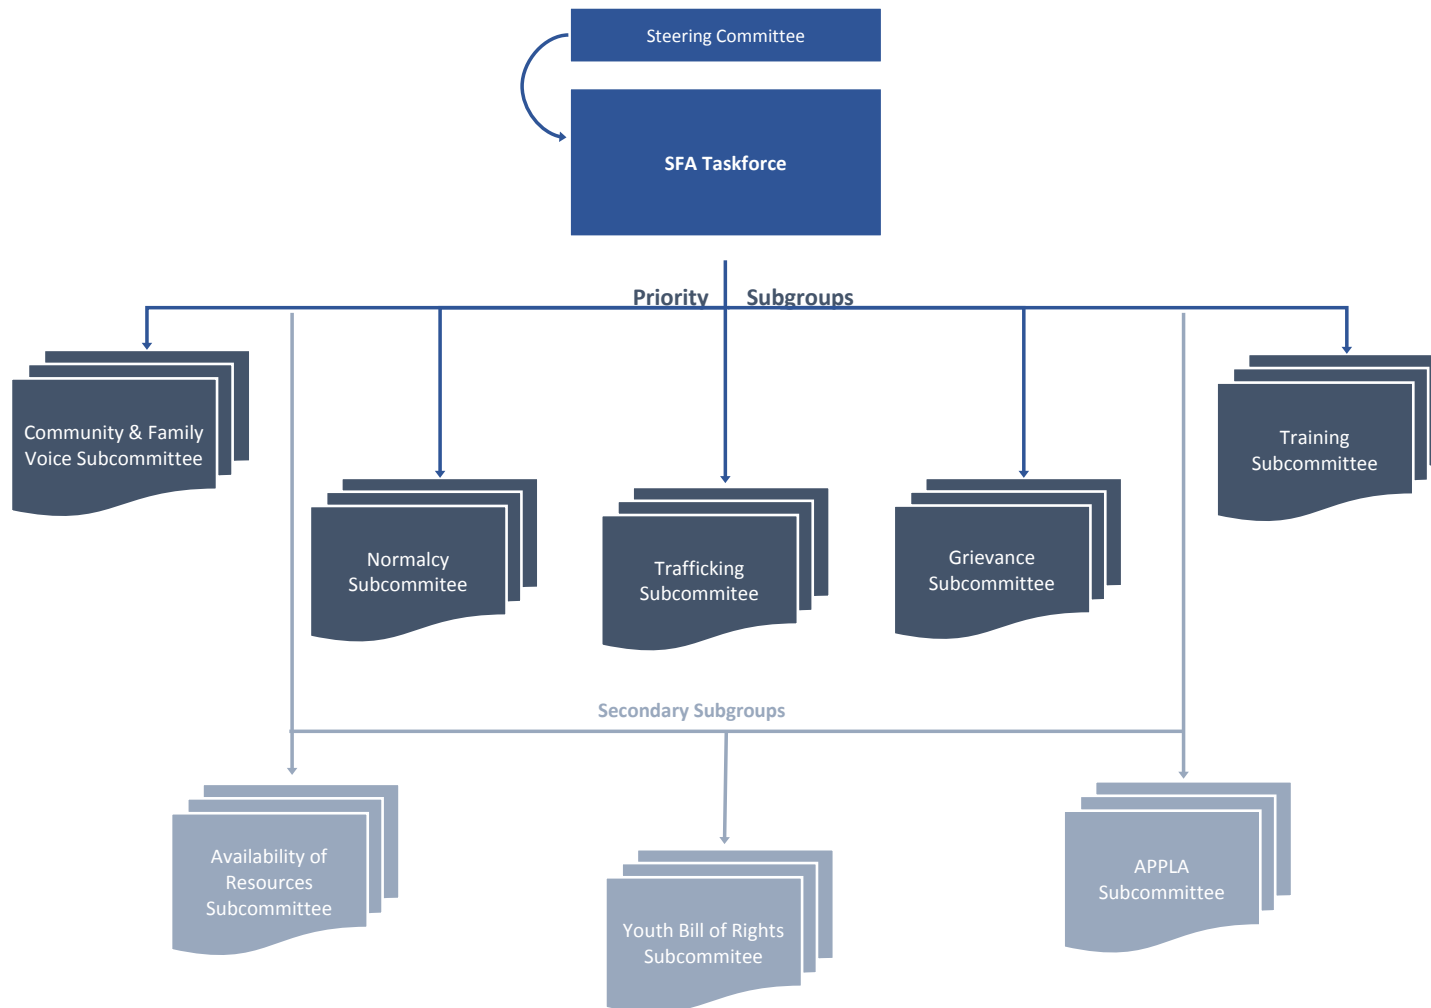 Steering Committee
SFA Taskforce
Priority Subgroups
Community & Family
Voice Subcommittee
Training
Subcommittee
Normalcy
Subcommitee
Trafficking
Subcommitee
Grievance
Subcommittee
Secondary Subgroups
Availability of
Resources
Subcommittee
Youth Bill of Rights
Subcommitee
APPLA
Subcommittee